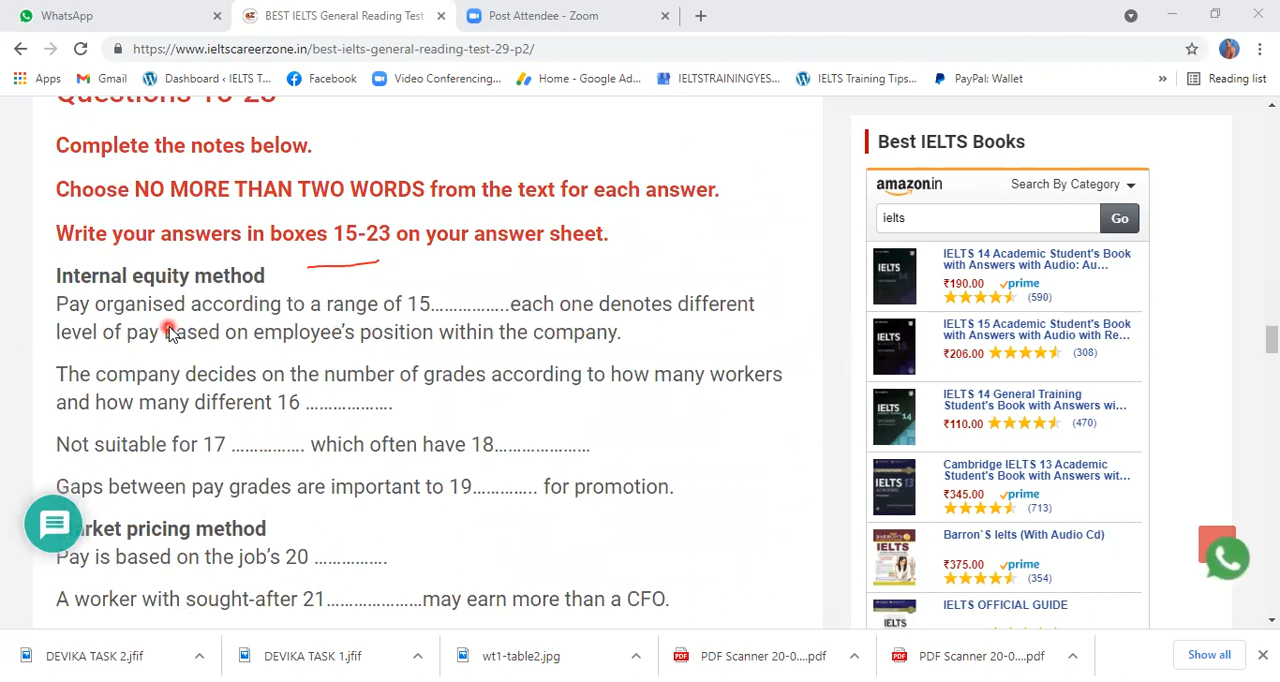 WhatsApp
BEST IELTS General Reading Test
Post Attendee - Zoom
https://www.ieltscareerzone.in/best-ielts-general-reading-test-29-p2/
Apps
Gmail
Dashboard ‹ IELTS T...
Facebook
Video Conferencing...
Home - Google Ad...
IELTSTRAININGYES...
IELTS Training Tips...
PayPal: Wallet
»
Reading list
Complete the notes below.
Choose NO MORE THAN TWO WORDS from the text for each answer.
Write your answers in boxes 15-23 on your answer sheet.
Internal equity method
Pay organised according to a range of 15……………..each one denotes different
level of pay based on employee’s position within the company.
The company decides on the number of grades according to how many workers
and how many different 16 ……………….
Not suitable for 17 ……………. which often have 18…………………
Gaps between pay grades are important to 19………….. for promotion.
Market pricing method
Pay is based on the job’s 20 ………….
A worker with sought-after 21…………………may earn more than a CFO.
Best IELTS Books
amazon.in
Search By Category
ielts
Go
IELTS 14 Academic Student's Book
with Answers with Audio: Au...
₹190.00 prime
(590)
IELTS 15 Academic Student's Book
with Answers with Audio with Re...
₹206.00 (308)
IELTS 14 General Training
Student's Book with Answers wi...
₹110.00 (470)
Cambridge IELTS 13 Academic
Student's Book with Answers wit...
₹345.00 prime
(713)
Barron`S Ielts (With Audio Cd)
₹375.00 prime
(354)
IELTS OFFICIAL GUIDE
DEVIKA TASK 2.jfif
DEVIKA TASK 1.jfif
wt1-table2.jpg
PDF Scanner 20-0....pdf
PDF Scanner 20-0....pdf
Show all